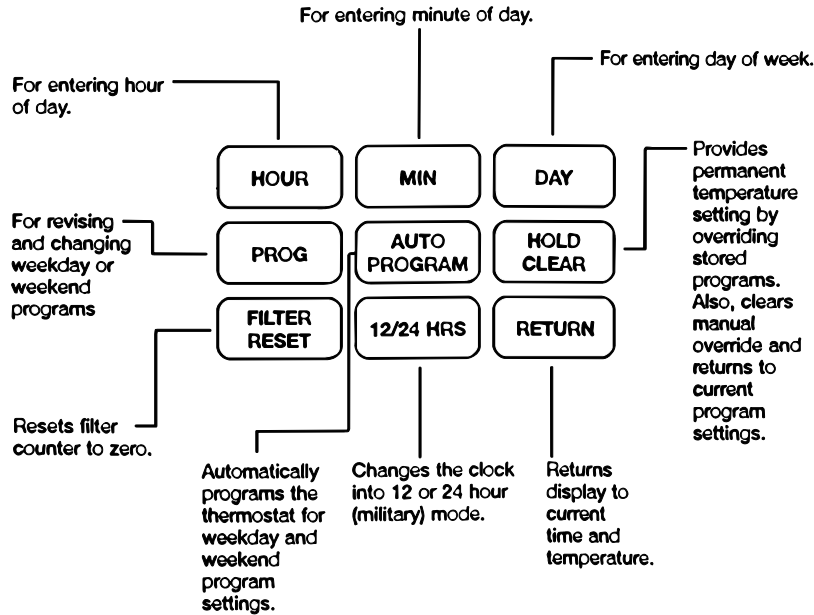 For entering minute of day.
For entering hour
of day.
For entering day of week.
HOUR
MIN
DAY
Provides
permanent
temperature
setting by
overriding
stored
programs.
Also, clears
manual
override and
returns to
current
program
settings.
For revising
and changing
weekday or
weekend
programs
PROG
AUTO
PROGRAM
HOLD
CLEAR
FILTER
RESET
12/24 HRS
RETURN
Resets filter
counter to zero.
Automatically
programs the
thermostat for
weekday and
weekend
program
settings.
Changes the clock
into 12 or 24 hour
(military) mode.
Returns
display to
current
time and
temperature.